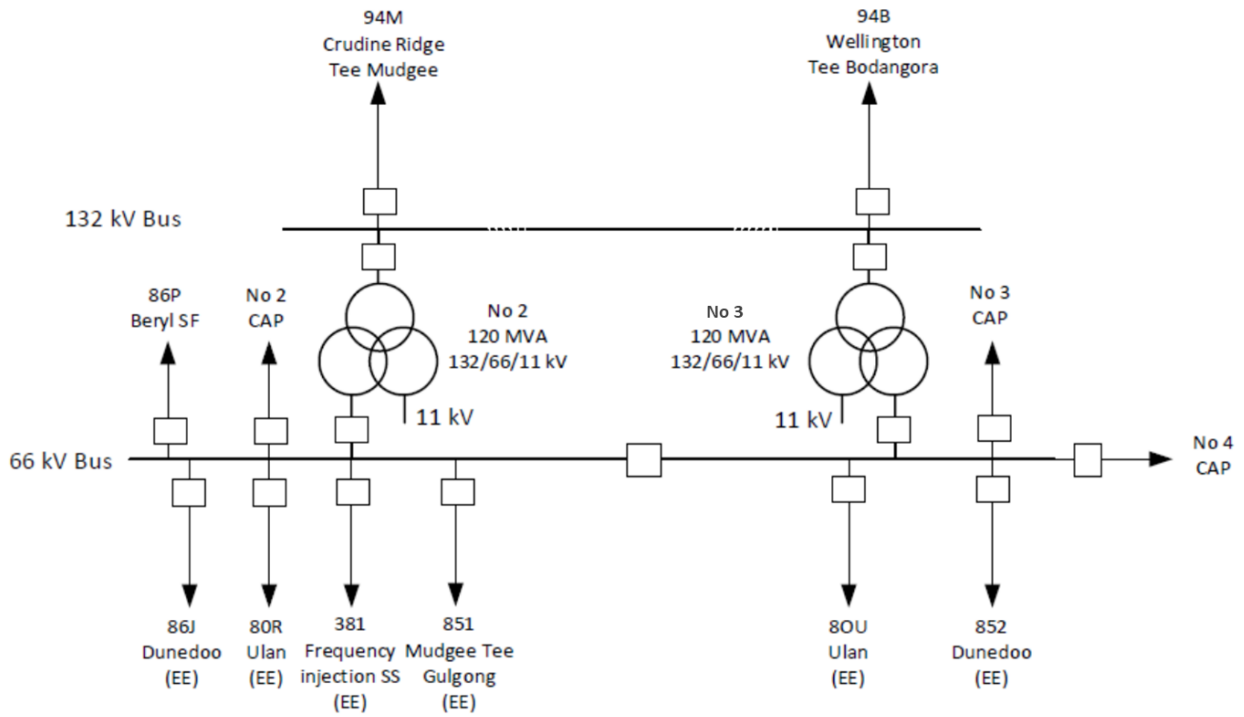 94M
Crudine Ridge
Tee Mudgee
94B
Wellington
Tee Bodangora
132 kV Bus
86P
Beryl SF
No 2
CAP
No 2
120 MVA
132/66/11 kV
No 3
120 MVA
132/66/11 kV
No 3
CAP
11 kV
11 kV
66 kV Bus
No 4
CAP
86J
Dunedoo
(EE)
80R
Ulan
(EE)
381
Frequency
injection SS
(EE)
851
Mudgee Tee
Gulgong
(EE)
8OU
Ulan
(EE)
852
Dunedoo
(EE)